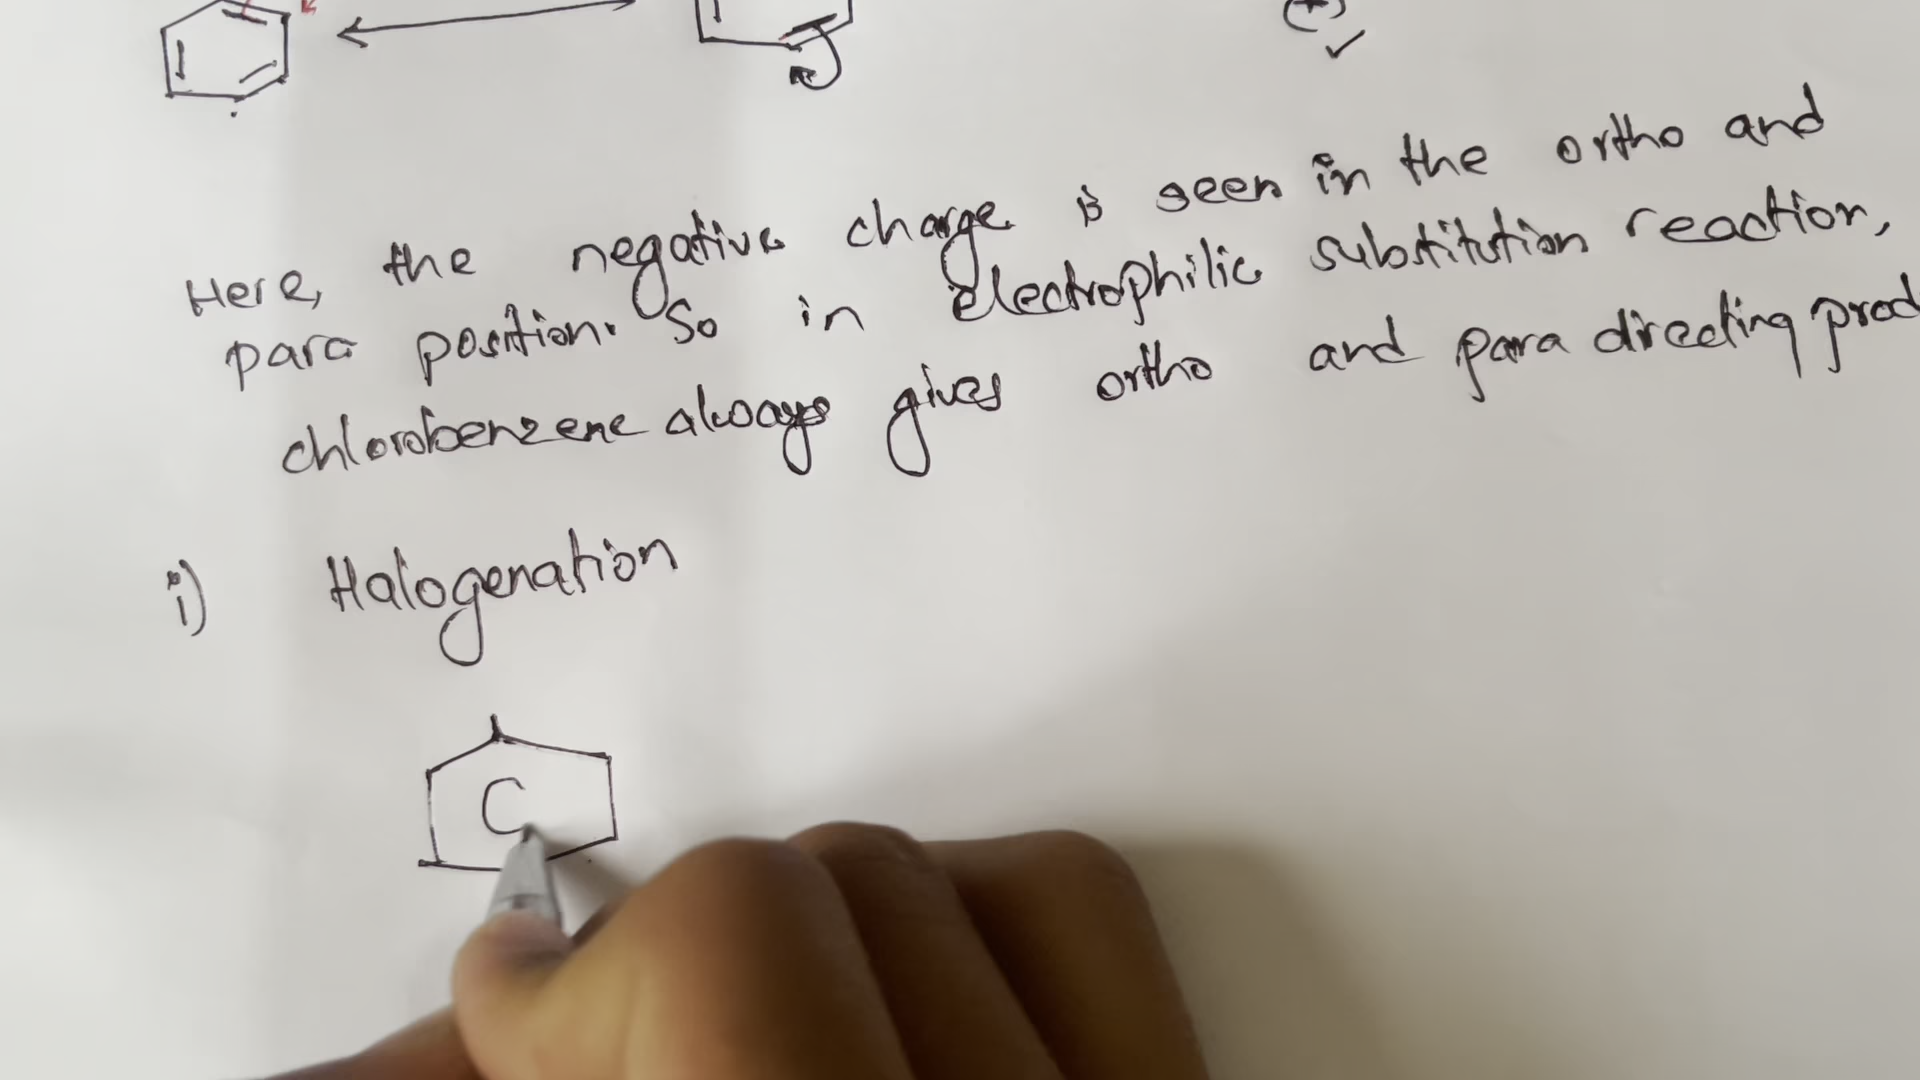 (+)
Here, the negative charge is seen in the ortho and
para position. So in electrophilic substitution reaction,
chlorobenzene always gives ortho and para directing prod
i) Halogenation
C